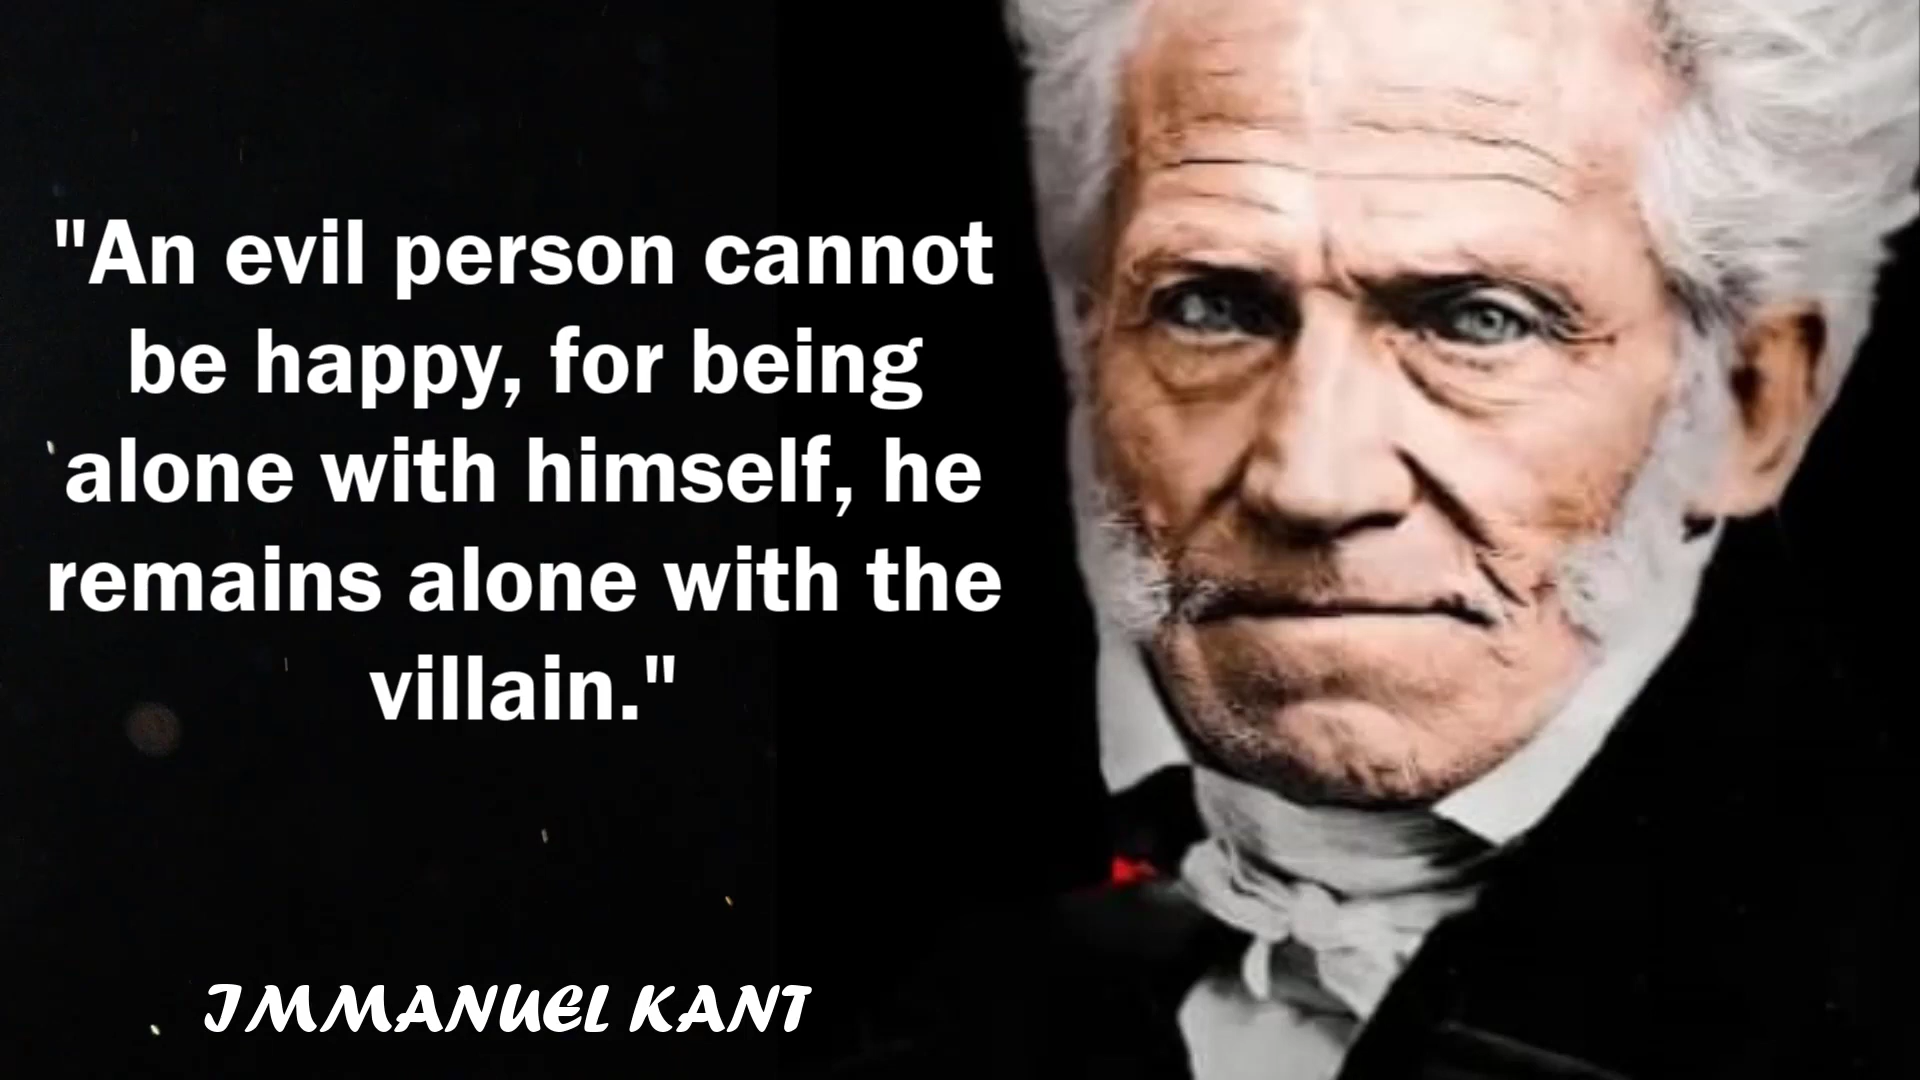 "An evil person cannot
be happy, for being
alone with himself, he
remains alone with the
villain."
IMMANUEL KANT